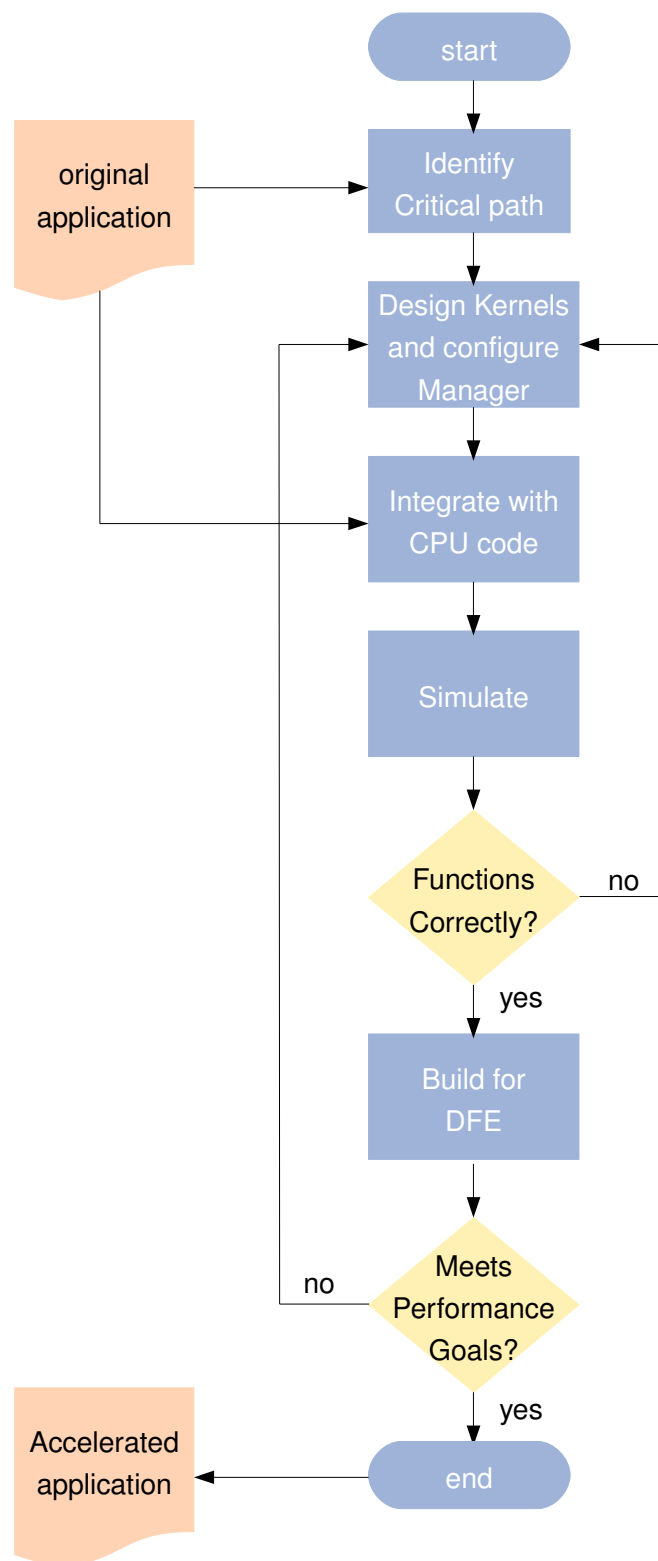 start
original
application
Identify
Critical path
Design Kernels
and configure
Manager
Integrate with
CPU code
Simulate
Functions
Correctly?
no
yes
Build for
DFE
Meets
Performance
Goals?
no
yes
Accelerated
application
end